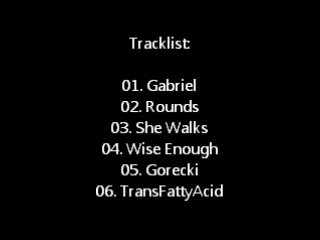 Tracklist:
01. Gabriel
02. Rounds
03. She Walks
04. Wise Enough
05. Gorecki
06. TransFattyAcid